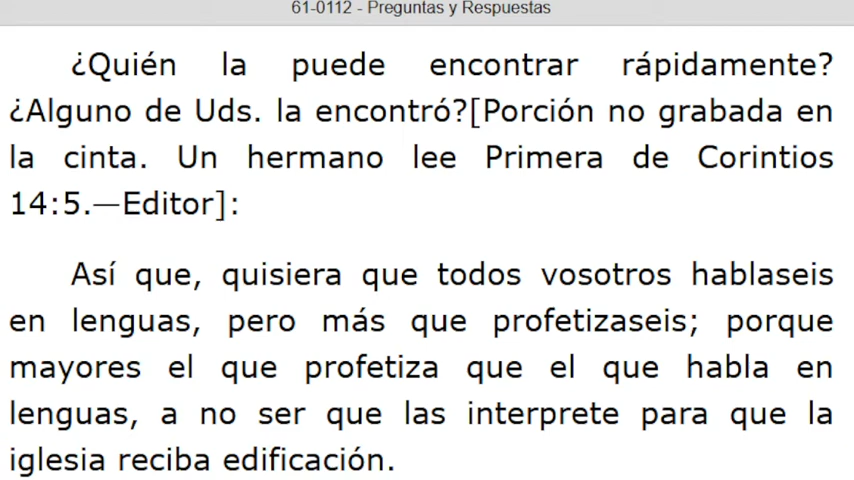 61-0112 - Preguntas y Respuestas
¿Quién la puede encontrar rápidamente?
¿Alguno de Uds. la encontró?[Porción no grabada en
la cinta. Un hermano lee Primera de Corintios
14:5.—Editor]:
Así que, quisiera que todos vosotros hablaseis
en lenguas, pero más que profetizaseis; porque
mayores el que profetiza que el que habla en
lenguas, a no ser que las interprete para que la
iglesia reciba edificación.